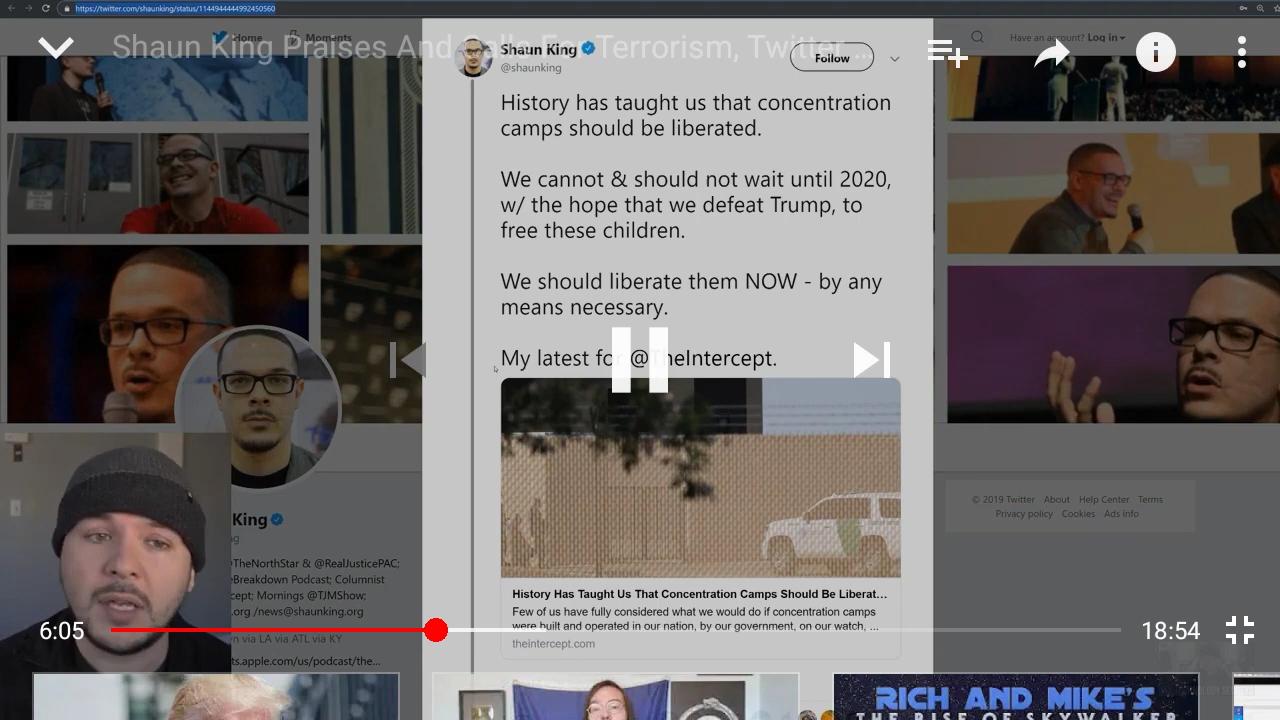 https://twitter.com/shaunking/status/1144944444992450560
Home
Moments
Shaun King Praises And Calls For Terrorism, Twitter ...
Have an account? Log in
Shaun King
@shaunking
Follow
History has taught us that concentration
camps should be liberated.
We cannot & should not wait until 2020,
w/ the hope that we defeat Trump, to
free these children.
We should liberate them NOW - by any
means necessary.
My latest for @TheIntercept.
History Has Taught Us That Concentration Camps Should Be Liberat...
Few of us have fully considered what we would do if concentration camps
were built and operated in our nation, by our government, on our watch, ...
theintercept.com
© 2019 Twitter About Help Center Terms
Privacy policy Cookies Ads info
King
TheNorthStar & @RealJusticePAC;
Breakdown Podcast; Columnist
cept; Mornings @TJMShow;
.org /news@shaunking.org
n via LA via ATL via KY
ts.apple.com/us/podcast/the...
6:05
18:54
RICH AND MIKE'S
THE RISE OF SKYWALKER